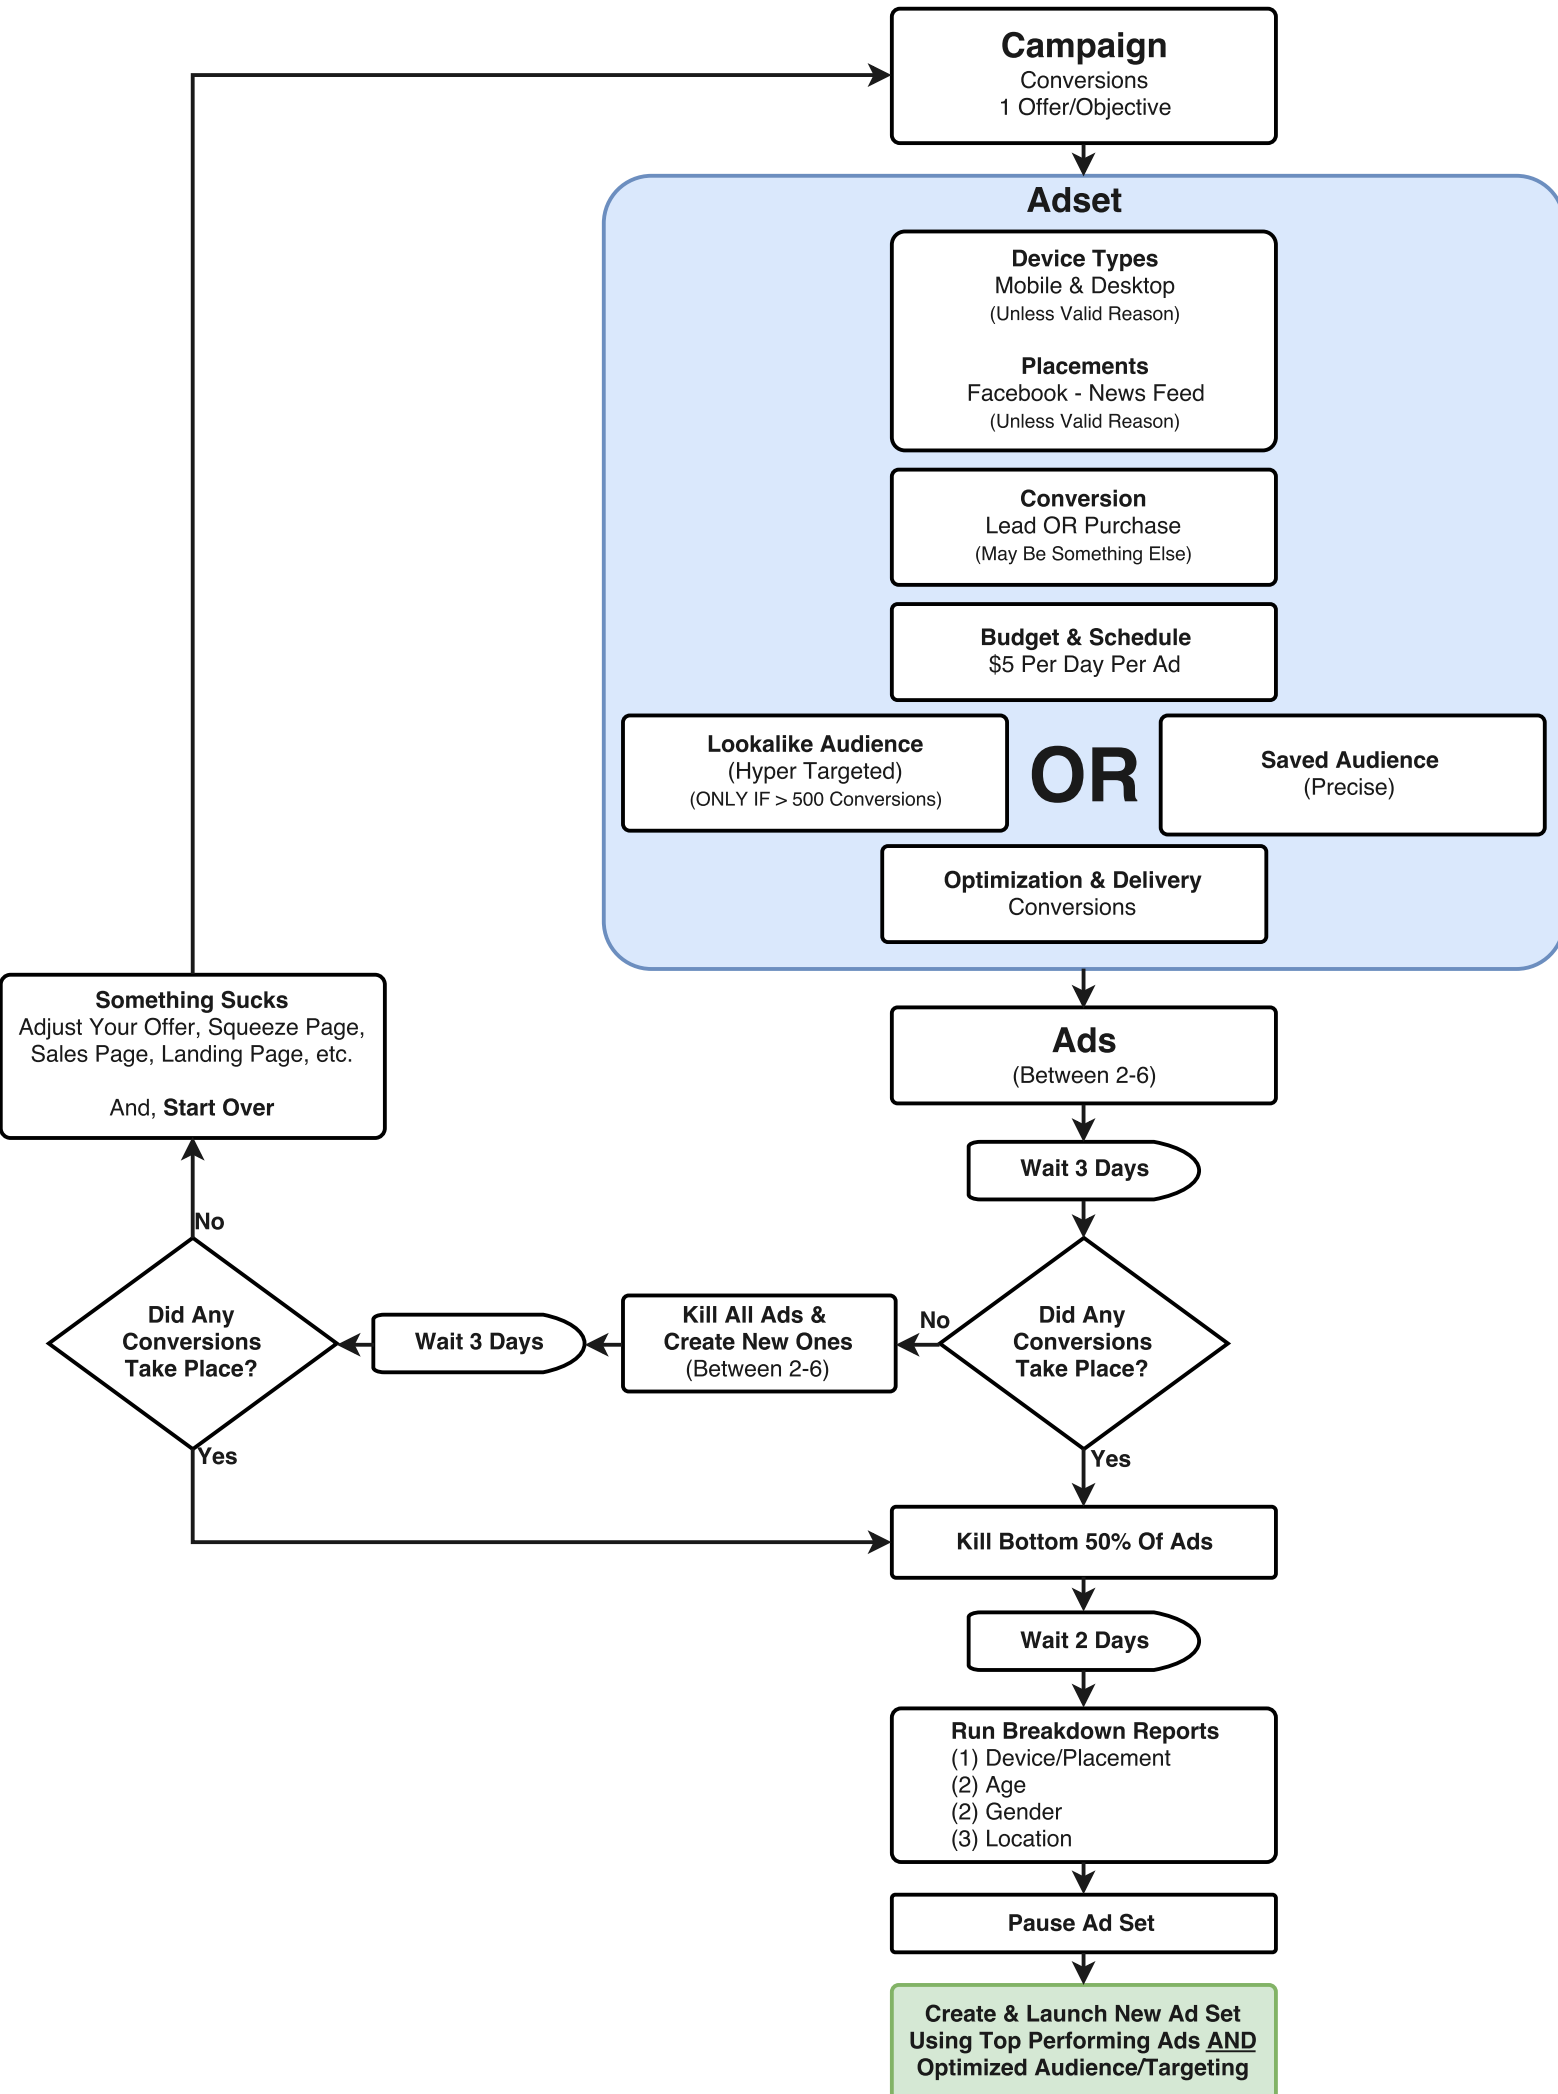 Campaign
Conversions
1 Offer/Objective
Adset
Device Types
Mobile & Desktop
(Unless Valid Reason)
Placements
Facebook - News Feed
(Unless Valid Reason)
Conversion
Lead OR Purchase
(May Be Something Else)
Budget & Schedule
$5 Per Day Per Ad
Lookalike Audience
(Hyper Targeted)
(ONLY IF > 500 Conversions)
OR
Saved Audience
(Precise)
Optimization & Delivery
Conversions
Ads
(Between 2-6)
Wait 3 Days
Did Any
Conversions
Take Place?
No
Kill All Ads &
Create New Ones
(Between 2-6)
Wait 3 Days
Did Any
Conversions
Take Place?
No
Something Sucks
Adjust Your Offer, Squeeze Page,
Sales Page, Landing Page, etc.
And, Start Over
Yes
Yes
Kill Bottom 50% Of Ads
Wait 2 Days
Run Breakdown Reports
(1) Device/Placement
(2) Age
(2) Gender
(3) Location
Pause Ad Set
Create & Launch New Ad Set
Using Top Performing Ads AND
Optimized Audience/Targeting